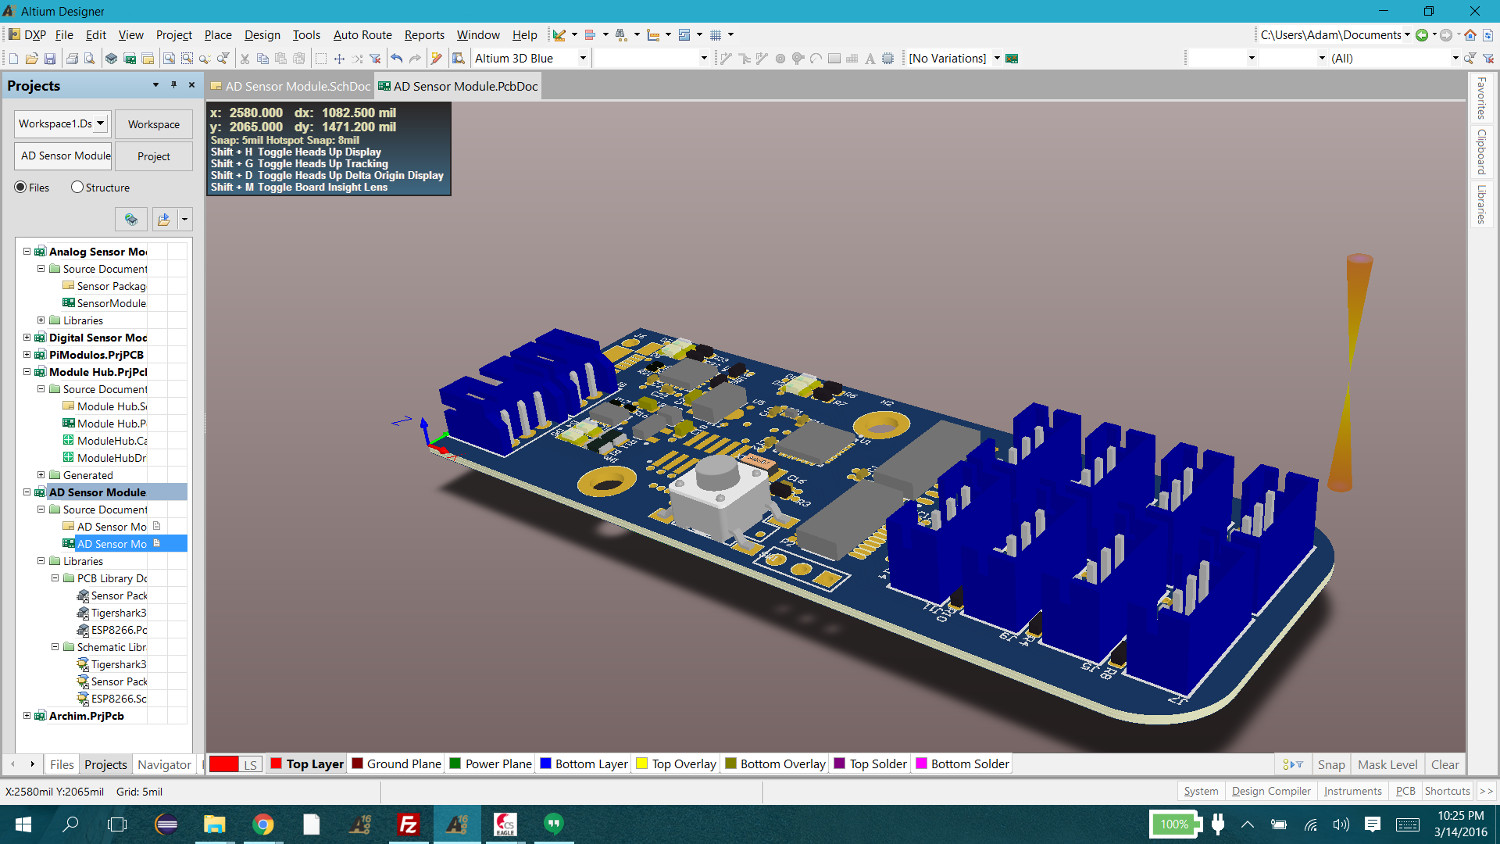 Altium Designer
DXP File Edit View Project Place Design Tools Auto Route Reports Window Help
C:\Users\Adam\Documents
Altium 3D Blue
[No Variations]
(All)
Projects
AD Sensor Module.SchDoc
AD Sensor Module.PcbDoc
Workspace1.Ds
Workspace
AD Sensor Module
Project
Files
Structure
x: 2580.000 dx: 1082.500 mil
y: 2065.000 dy: 1471.200 mil
Snap: 5mil Hotspot Snap: 8mil
Shift + H Toggle Heads Up Display
Shift + G Toggle Heads Up Tracking
Shift + D Toggle Heads Up Delta Origin Display
Shift + M Toggle Board Insight Lens
Favorites
Clipboard
Libraries
Analog Sensor Mo
Source Document
Sensor Packag
SensorModule
Libraries
Digital Sensor Mod
PiModulos.PrjPCB
Module Hub.PrjPcl
Source Document
Module Hub.S
Module Hub.P
ModuleHub.Ca
ModuleHubDr
Generated
AD Sensor Module
Source Document
AD Sensor Mo
AD Sensor Mo
Libraries
PCB Library Do
Sensor Pack
Tigershark3
ESP8266.Pc
Schematic Libr
Tigershark3
Sensor Pack
ESP8266.Sc
Archim.PrjPcb
J11
J9
J5
R8
J7
P2
Files Projects Navigator
LS Top Layer Ground Plane Power Plane Bottom Layer Top Overlay Bottom Overlay Top Solder Bottom Solder
Snap Mask Level Clear
X:2580mil Y:2065mil Grid: 5mil
System Design Compiler Instruments PCB Shortcuts >>
100%
10:25 PM
3/14/2016